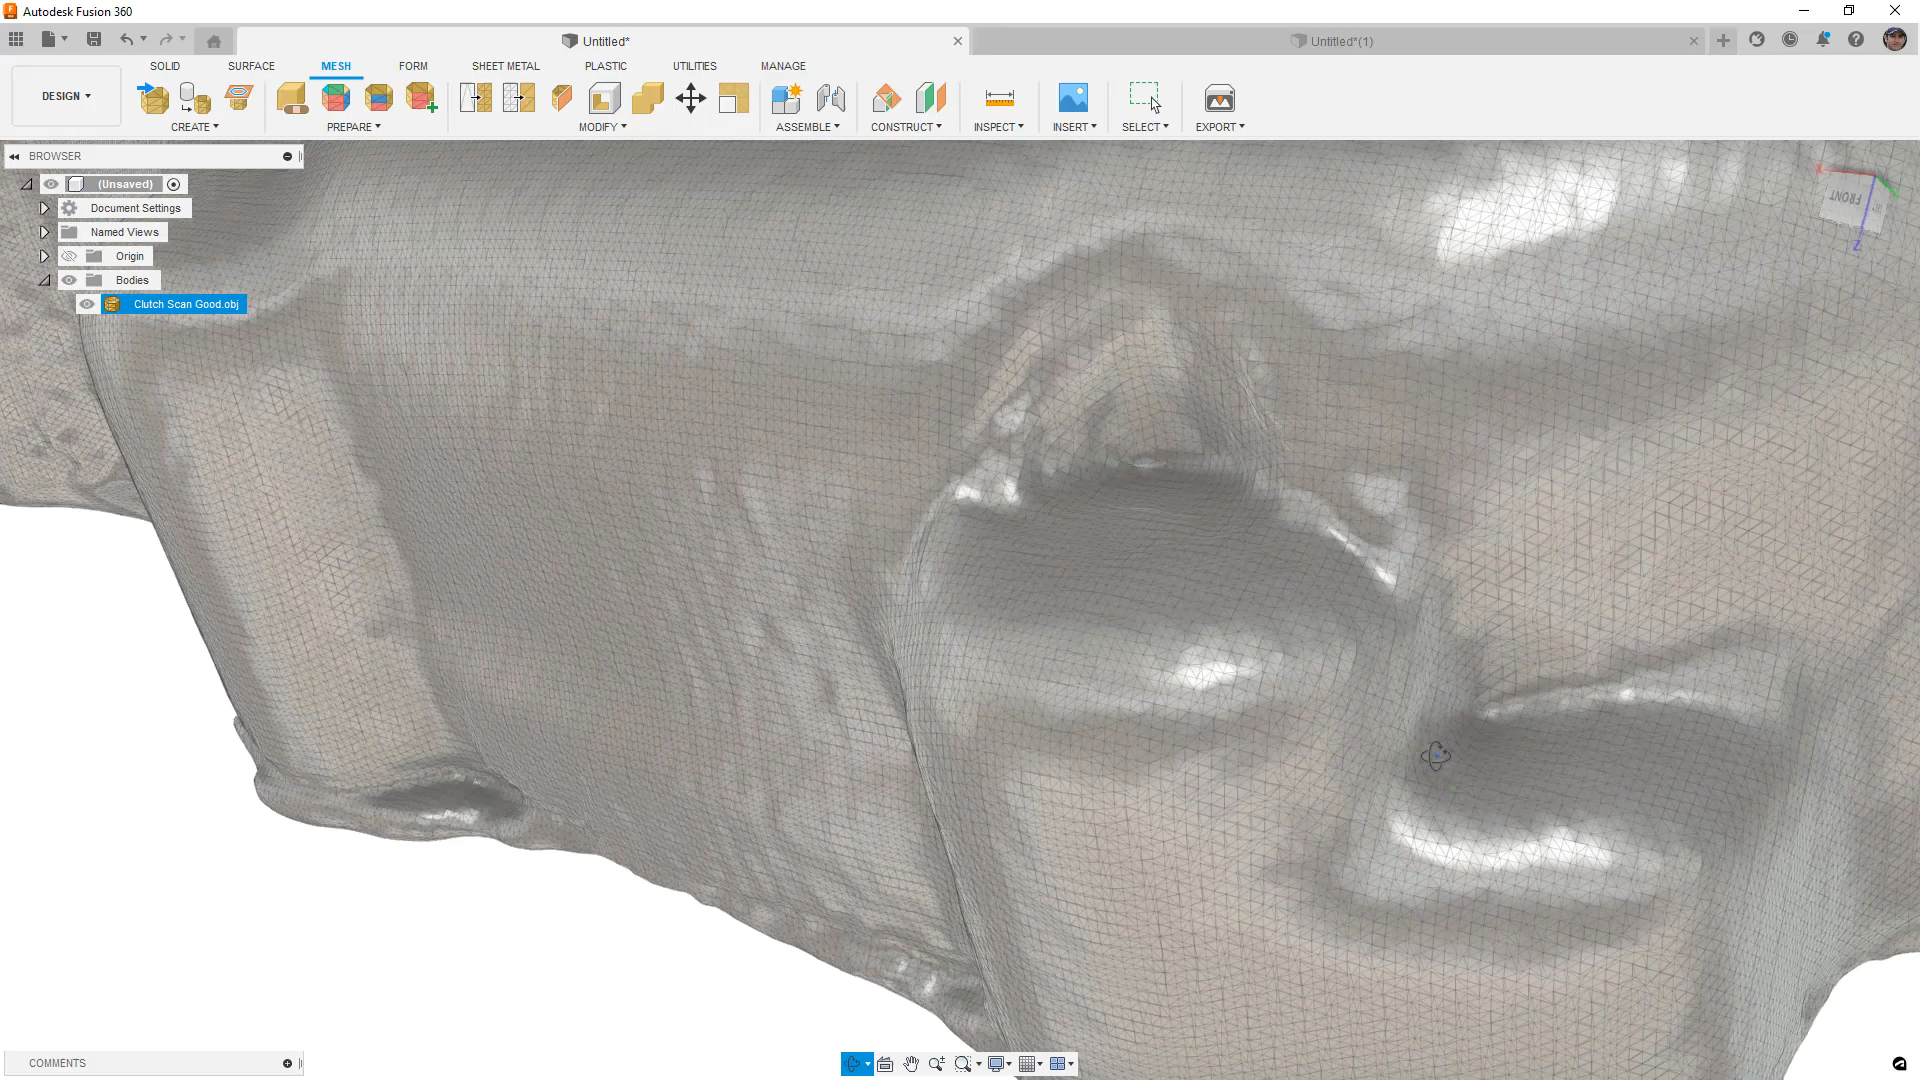 Autodesk Fusion 360
Untitled*
Untitled*(1)
SOLID SURFACE MESH FORM SHEET METAL PLASTIC UTILITIES MANAGE
DESIGN
CREATE PREPARE MODIFY ASSEMBLE CONSTRUCT INSPECT INSERT SELECT EXPORT
BROWSER
(Unsaved)
Document Settings
Named Views
Origin
Bodies
Clutch Scan Good.obj
X
FRONT
Z
COMMENTS